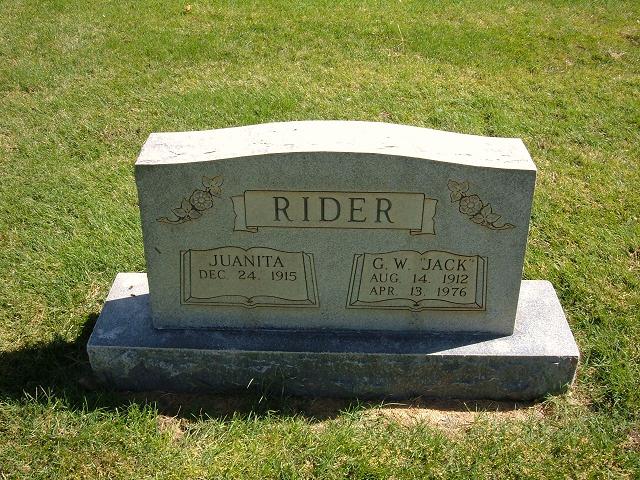 RIDER
JUANITA
DEC. 24. 1915
G. W. "JACK"
AUG. 14. 1912
APR. 13. 1976